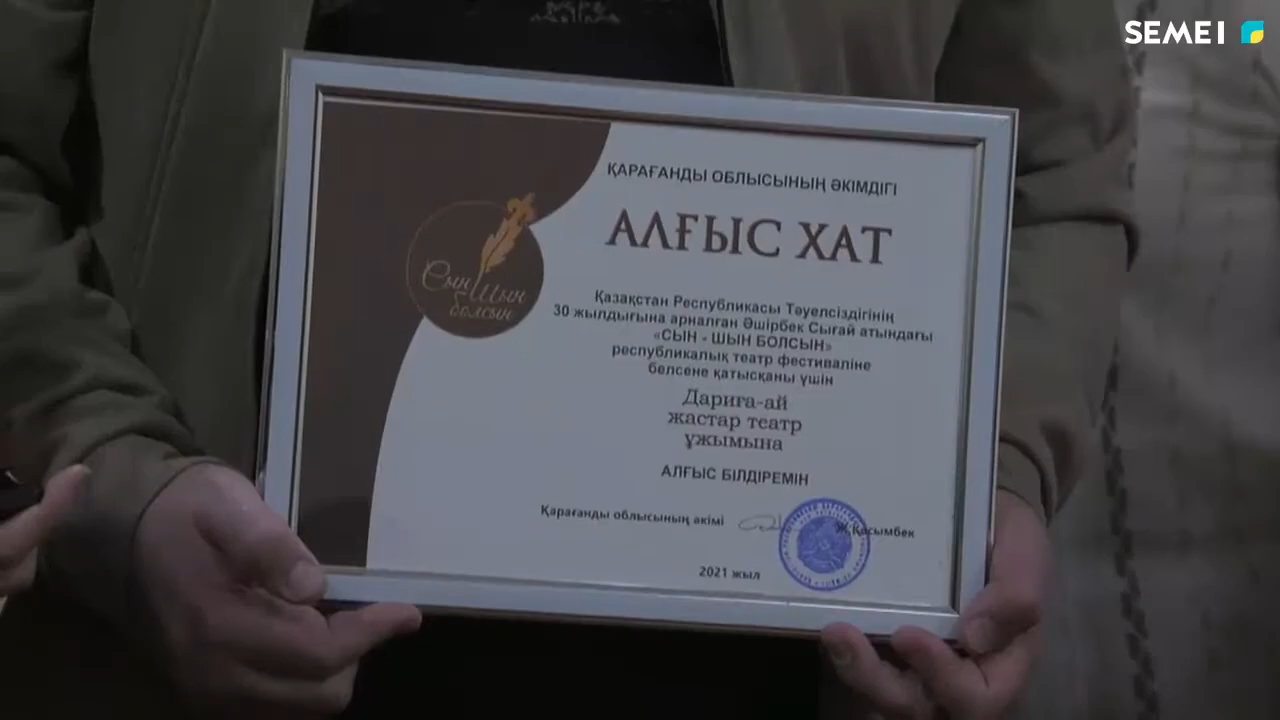 SEMEI
ҚАРАҒАНДЫ ОБЛЫСЫНЫҢ ӘКІМДІГІ
АЛҒЫС ХАТ
Сын Шын
болсын
Қазақстан Республикасы Тәуелсіздігінің
30 жылдығына арналған Әшірбек Сығай атындағы
«СЫН - ШЫН БОЛСЫН»
республикалық театр фестиваліне
белсене қатысқаны үшін
Дариға-ай
жастар театр
ұжымына
АЛҒЫС БІЛДІРЕМІН
Қарағанды облысының әкімі Ж.Қасымбек
2021 жыл